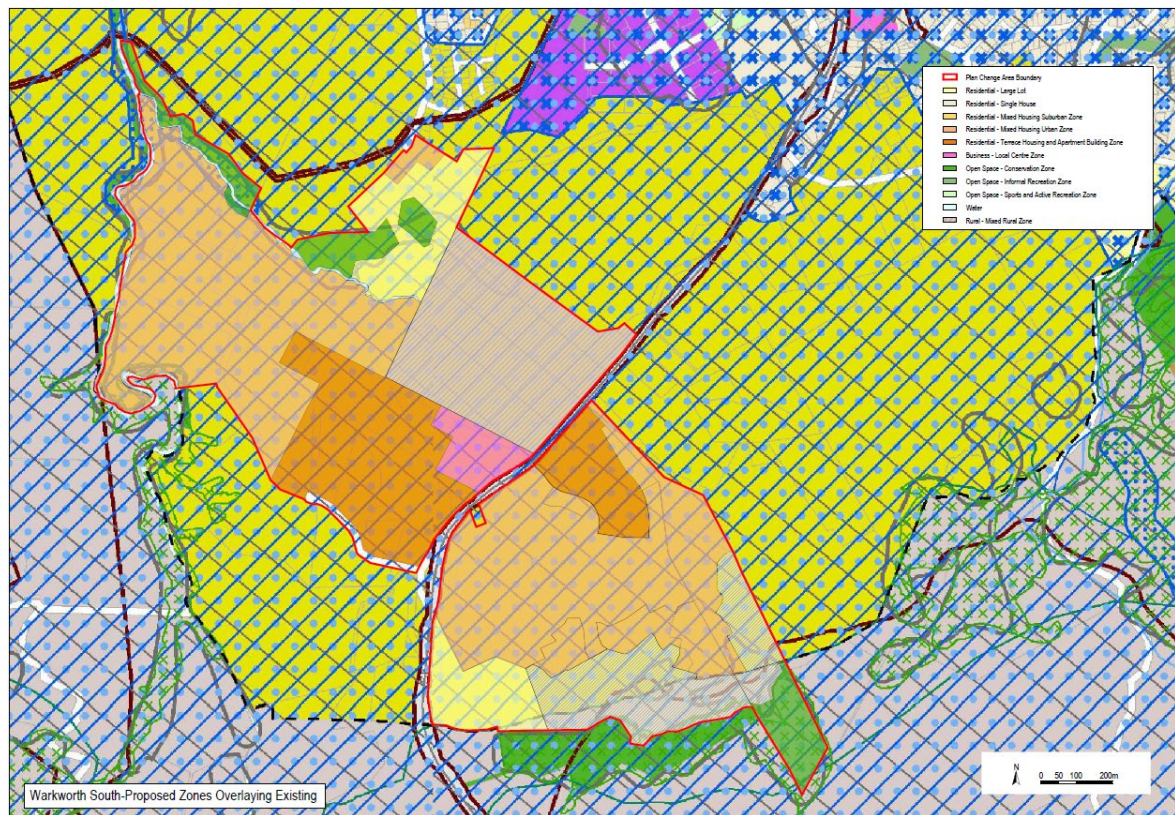 Plan Change Area Boundary
Residential - Large Lot
Residential - Single House
Residential - Mixed Housing Suburban Zone
Residential - Mixed Housing Urban Zone
Residential - Terrace Housing and Apartment Building Zone
Business - Local Centre Zone
Open Space - Conservation Zone
Open Space - Informal Recreation Zone
Open Space - Sports and Active Recreation Zone
Water
Rural - Mixed Rural Zone
N
0 50 100 200m
Warkworth South-Proposed Zones Overlaying Existing